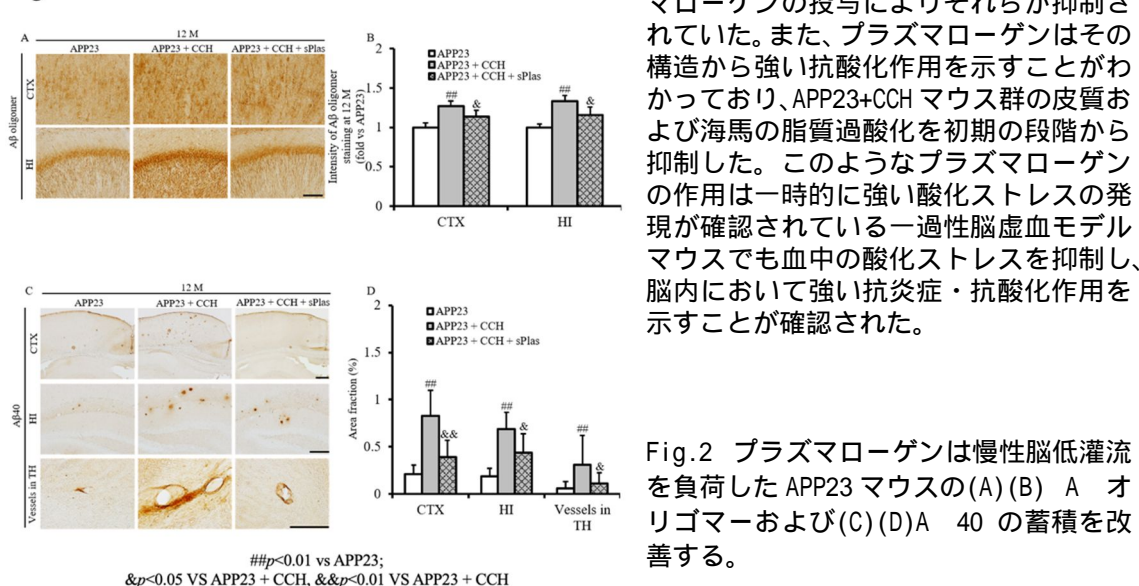 マローゲンの投与によりそれらが抑制さ
れていた。また、プラズマローゲンはその
構造から強い抗酸化作用を示すことがわ
かっており、APP23+CCH マウス群の皮質お
よび海馬の脂質過酸化を初期の段階から
抑制した。このようなプラズマローゲン
の作用は一時的に強い酸化ストレスの発
現が確認されている一過性脳虚血モデル
マウスでも血中の酸化ストレスを抑制し、
脳内において強い抗炎症・抗酸化作用を
示すことが確認された。
A
12 M
APP23 APP23 + CCH APP23 + CCH + sPlas
Aβ oligomer
CTX
HI
B
Intensity of Aβ oligomer
staining at 12 M
(fold vs APP23)
2
1.5
1
0.5
0
APP23
APP23 + CCH
APP23 + CCH + sPlas
## & ## &
CTX HI
C
12 M
APP23 APP23 + CCH APP23 + CCH + sPlas
Aβ40
CTX
HI
Vessels in TH
D
Area fraction (%)
2
1.5
1
0.5
0
APP23
APP23 + CCH
APP23 + CCH + sPlas
## && ## & ## &
CTX HI Vessels in
TH
##p<0.01 vs APP23;
&p<0.05 VS APP23 + CCH, &&p<0.01 VS APP23 + CCH
Fig.2 プラズマローゲンは慢性脳低灌流
を負荷した APP23 マウスの(A)(B) A オ
リゴマーおよび(C)(D)A 40 の蓄積を改
善する。